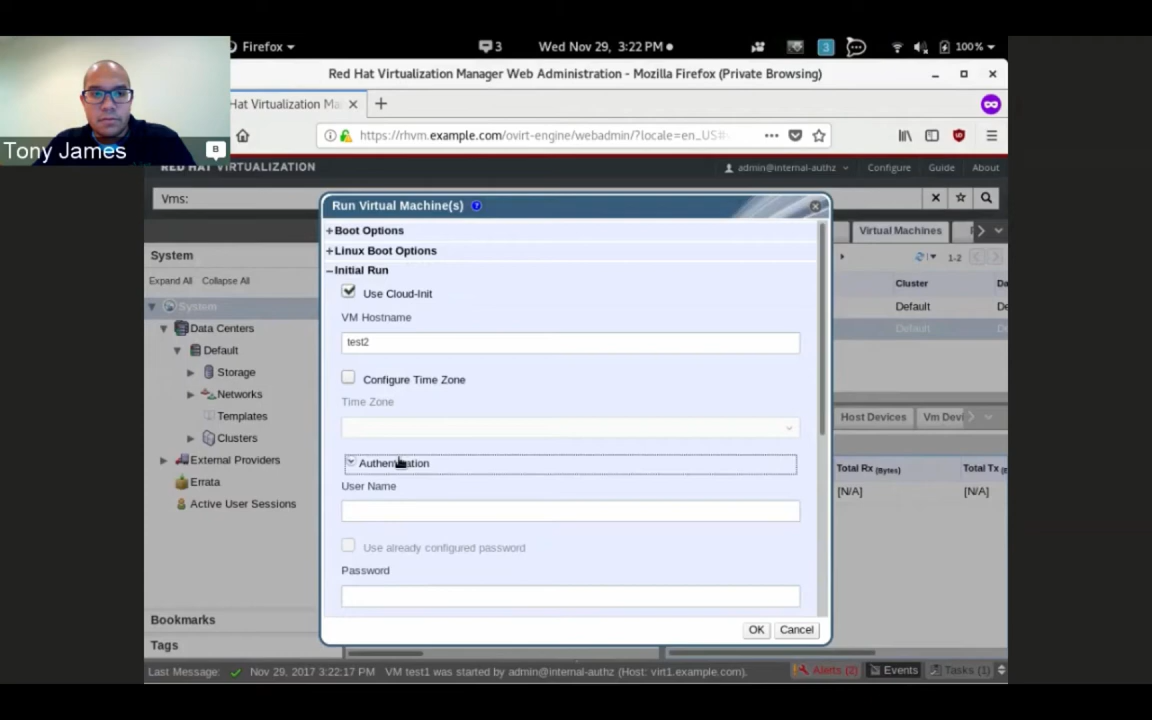 Firefox
3
Wed Nov 29, 3:22 PM
3
100%
Red Hat Virtualization Manager Web Administration - Mozilla Firefox (Private Browsing)
Hat Virtualization Ma
https://rhvm.example.com/ovirt-engine/webadmin/?locale=en_US#
Tony James
B
RED HAT VIRTUALIZATION
admin@internal-authz
Configure
Guide
About
Vms:
Run Virtual Machine(s)
+Boot Options
+Linux Boot Options
–Initial Run
Use Cloud-Init
VM Hostname
test2
Configure Time Zone
Time Zone
Authentication
User Name
Use already configured password
Password
OK
Cancel
System
Expand All
Collapse All
System
Data Centers
Default
Storage
Networks
Templates
Clusters
External Providers
Errata
Active User Sessions
Bookmarks
Tags
Virtual Machines
1-2
Cluster
Da
Default
Default
Host Devices
Vm Devi
Total Rx (Bytes)
Total Tx
[N/A]
[N/A]
Last Message:
Nov 29, 2017 3:22:17 PM
VM test1 was started by admin@internal-authz (Host: virt1.example.com).
Alerts (2)
Events
Tasks (1)